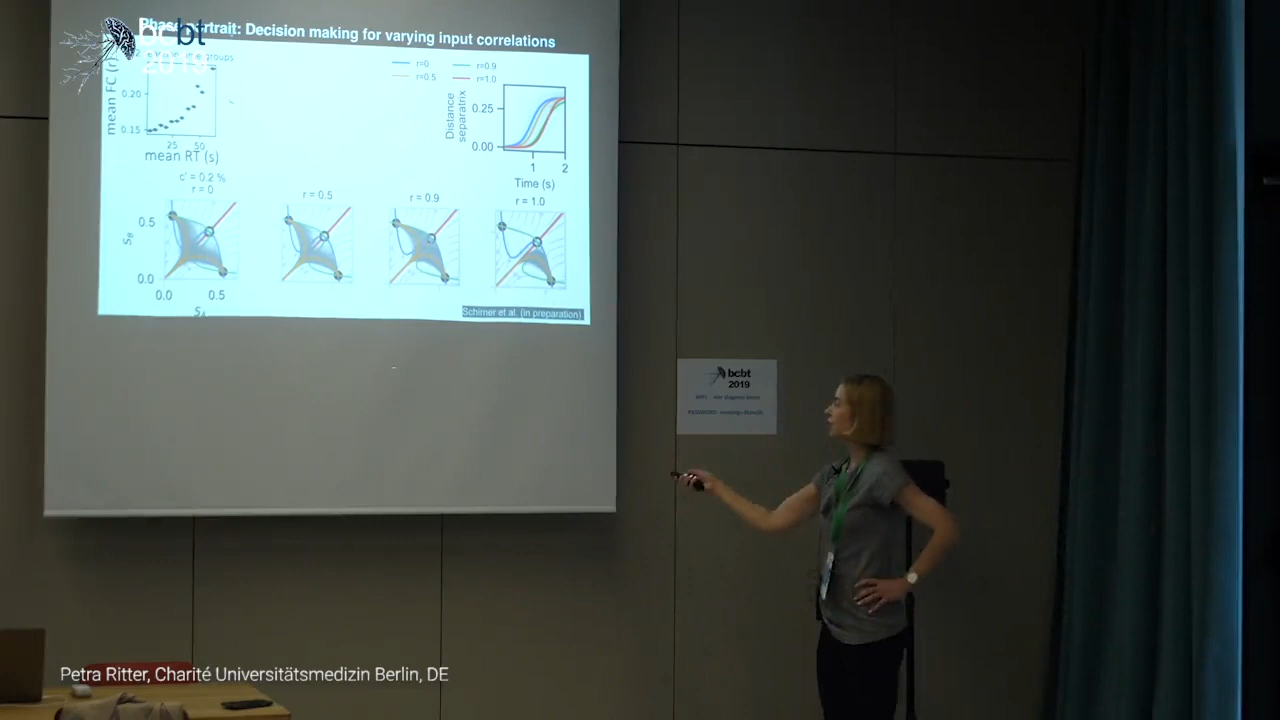 Phase portrait: Decision making for varying input correlations
bcbt
2019
groups
mean FC (r)
0.20
0.15
25 50
mean RT (s)
r=0
r=0.5
r=0.9
r=1.0
Distance
separatrix
0.25
0.00
1 2
Time (s)
c' = 0.2 %
r = 0
r = 0.5
r = 0.9
r = 1.0
0.5
0.0
0.0 0.5
Schirner et al. (in preparation)
bcbt
2019
Petra Ritter, Charité Universitätsmedizin Berlin, DE